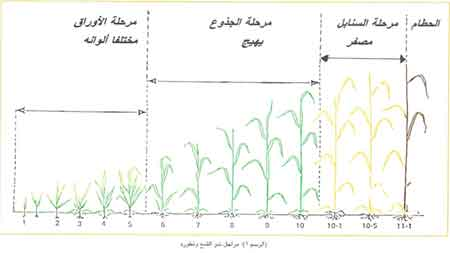 الحطام
مرحلة السنابل
مصفر
مرحلة الجذوع
يهيج
مرحلة الأوراق
مختلفا ألوانه
1 2 3 4 5 6 7 8 9 10 10-1 10-5 11-1
(الرسم 1): مراحل نمو القمح وتطوره